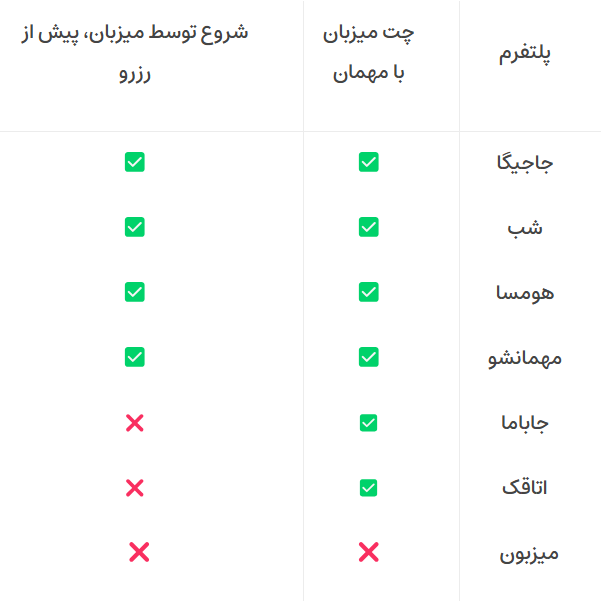 پلتفرم
چت میزبان
با مهمان
شروع توسط میزبان، پیش از
رزرو
جاجیگا ✅ ✅
شب ✅ ✅
هومسا ✅ ✅
مهمانشو ✅ ✅
جاباما ✅ ❌
اتاقک ✅ ❌
میزبون ❌ ❌